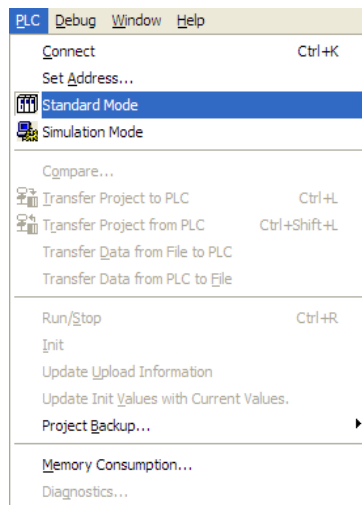 PLC Debug Window Help
Connect Ctrl+K
Set Address...
Standard Mode
Simulation Mode
Compare...
Transfer Project to PLC Ctrl+L
Transfer Project from PLC Ctrl+Shift+L
Transfer Data from File to PLC
Transfer Data from PLC to File
Run/Stop Ctrl+R
Init
Update Upload Information
Update Init Values with Current Values.
Project Backup...
Memory Consumption...
Diagnostics...